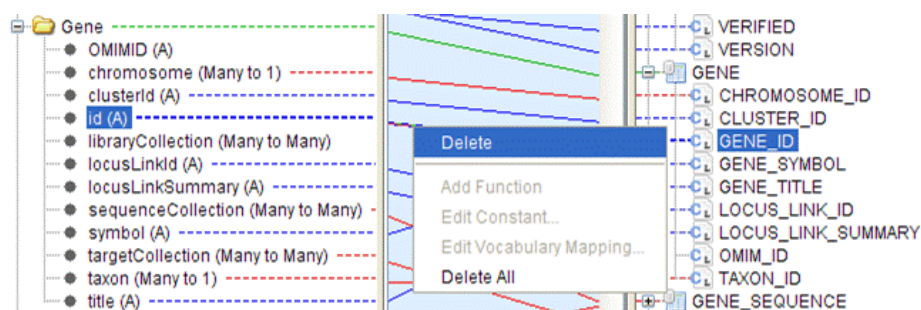 Gene
OMIMID (A)
chromosome (Many to 1)
clusterId (A)
id (A)
libraryCollection (Many to Many)
locusLinkId (A)
locusLinkSummary (A)
sequenceCollection (Many to Many)
symbol (A)
targetCollection (Many to Many)
taxon (Many to 1)
title (A)
Delete
Add Function
Edit Constant...
Edit Vocabulary Mapping...
Delete All
VERIFIED
VERSION
GENE
CHROMOSOME_ID
CLUSTER_ID
GENE_ID
GENE_SYMBOL
GENE_TITLE
LOCUS_LINK_ID
LOCUS_LINK_SUMMARY
OMIM_ID
TAXON_ID
GENE_SEQUENCE